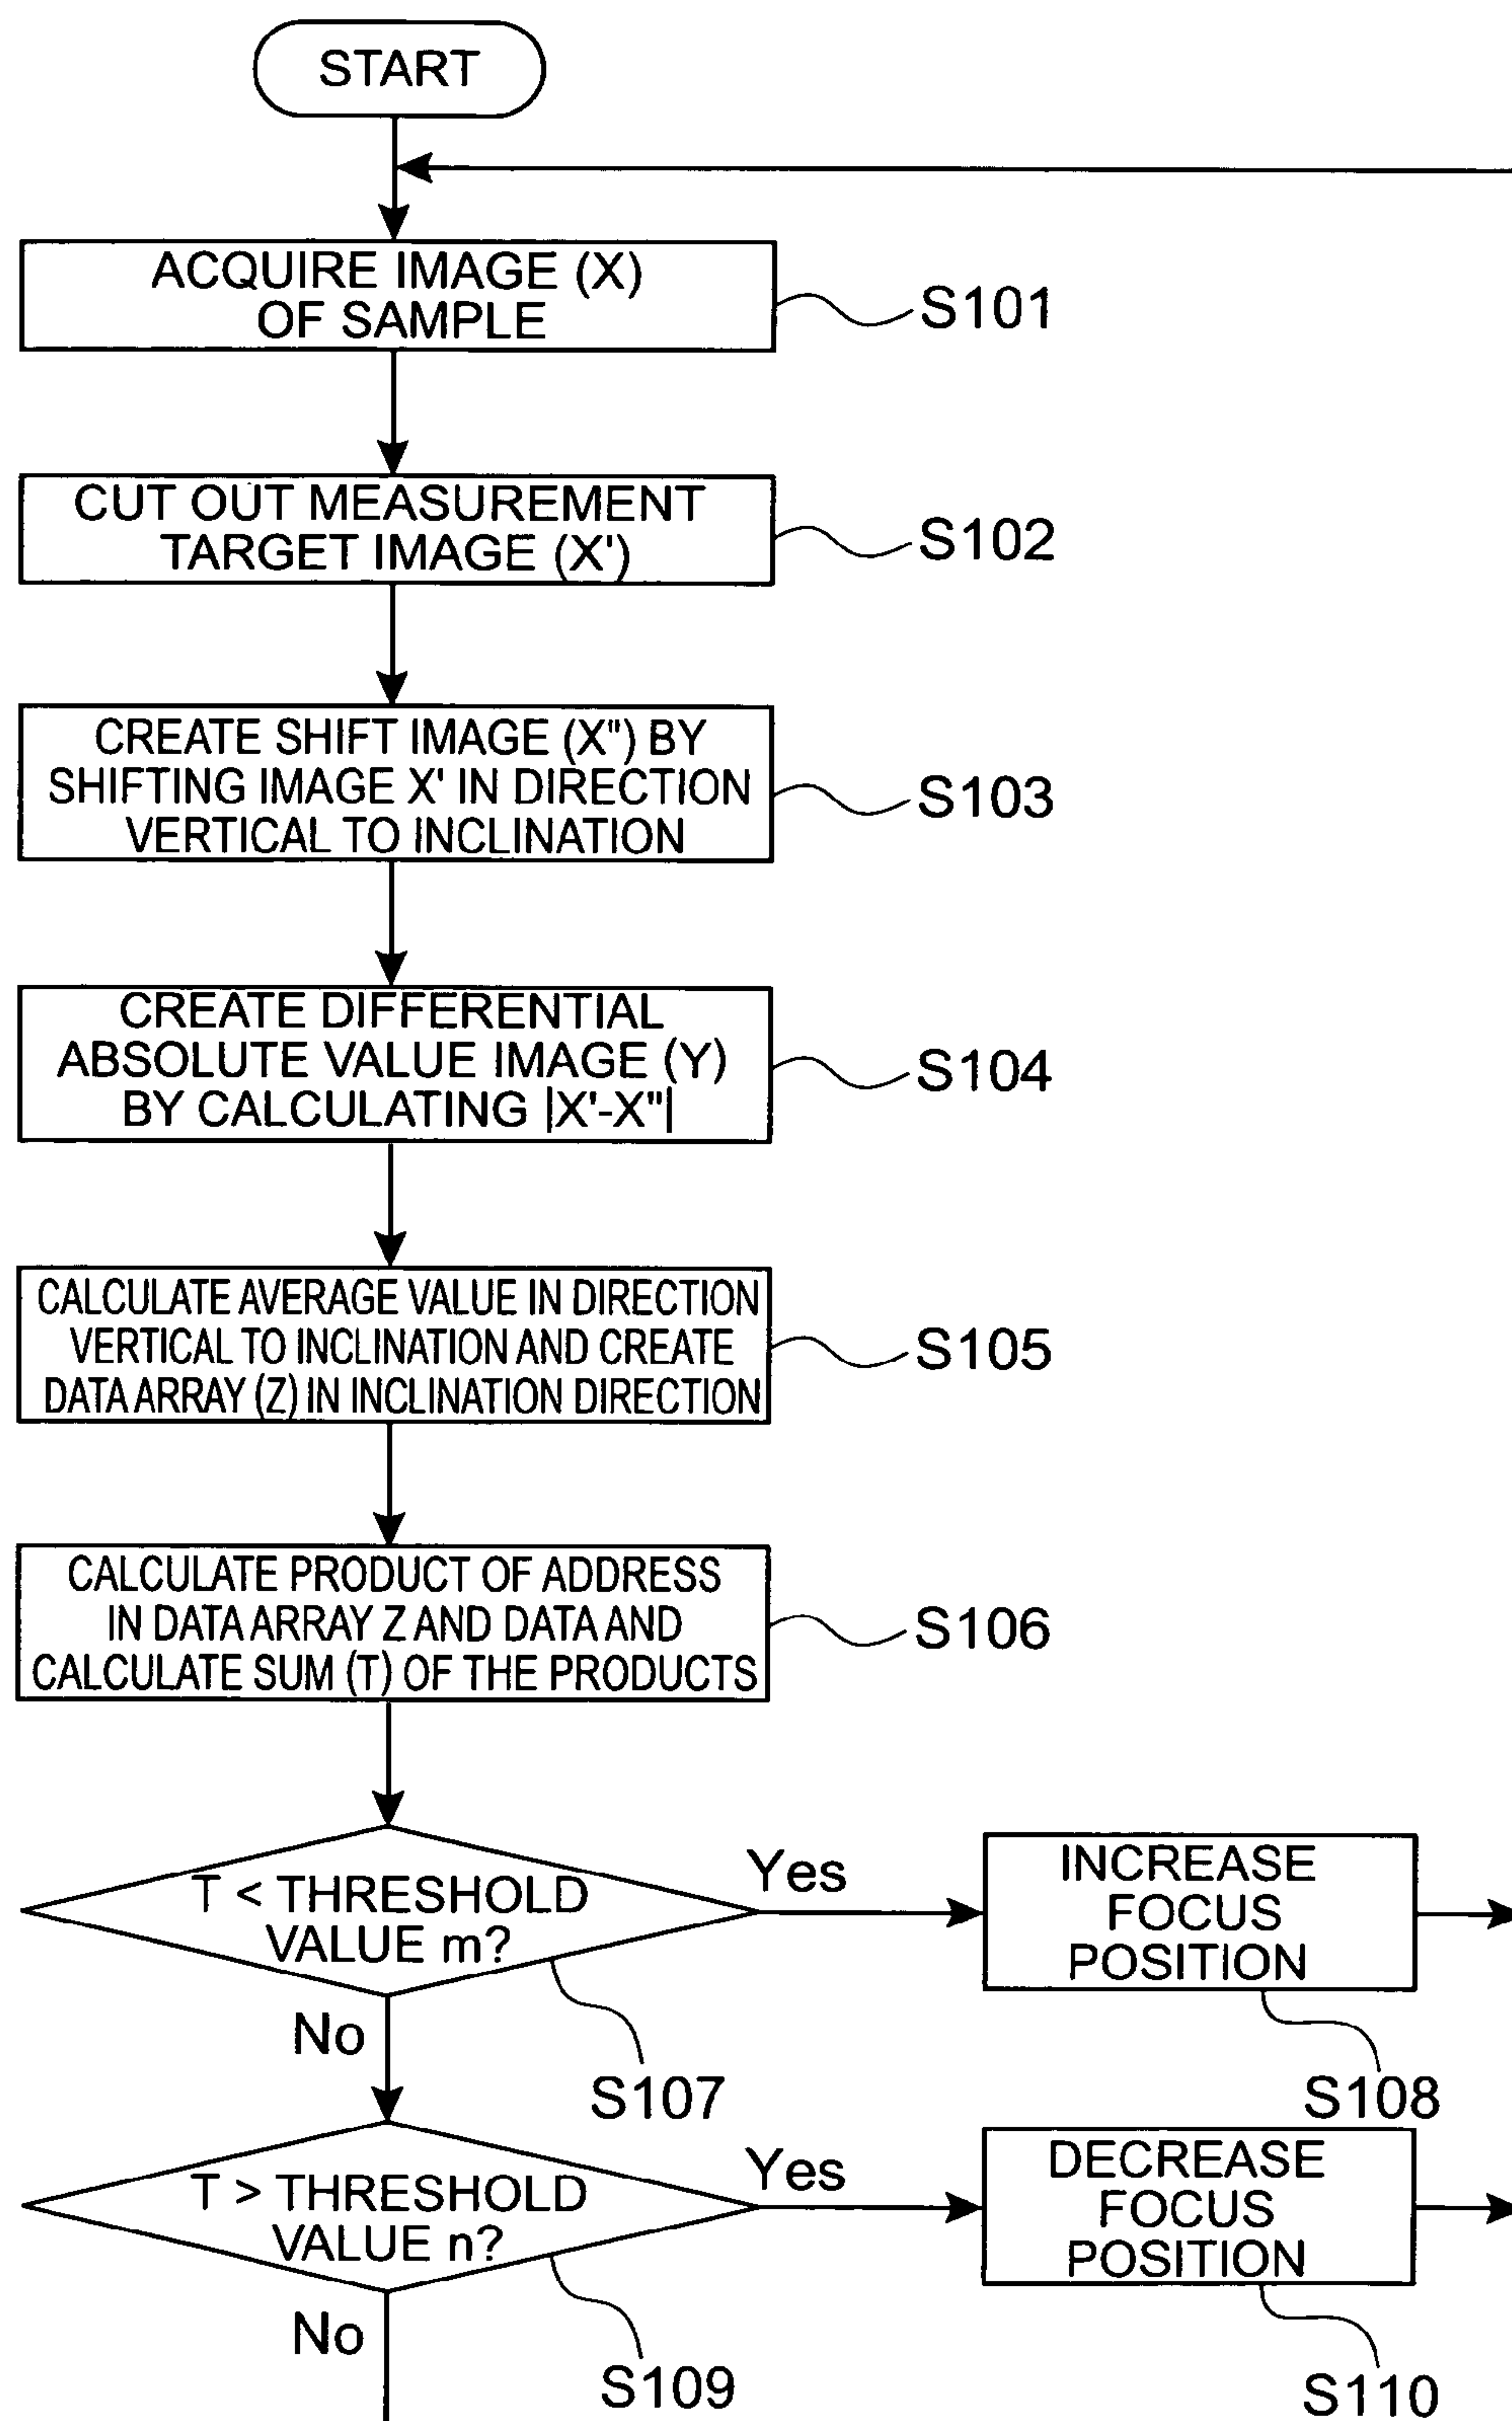 START
ACQUIRE IMAGE (X)
OF SAMPLE
S101
CUT OUT MEASUREMENT
TARGET IMAGE (X')
S102
CREATE SHIFT IMAGE (X") BY
SHIFTING IMAGE X' IN DIRECTION
VERTICAL TO INCLINATION
S103
CREATE DIFFERENTIAL
ABSOLUTE VALUE IMAGE (Y)
BY CALCULATING |X'-X"|
S104
CALCULATE AVERAGE VALUE IN DIRECTION
VERTICAL TO INCLINATION AND CREATE
DATA ARRAY (Z) IN INCLINATION DIRECTION
S105
CALCULATE PRODUCT OF ADDRESS
IN DATA ARRAY Z AND DATA AND
CALCULATE SUM (T) OF THE PRODUCTS
S106
T < THRESHOLD
VALUE m?
Yes
INCREASE
FOCUS
POSITION
No
S107
S108
T > THRESHOLD
VALUE n?
Yes
DECREASE
FOCUS
POSITION
No
S109
S110